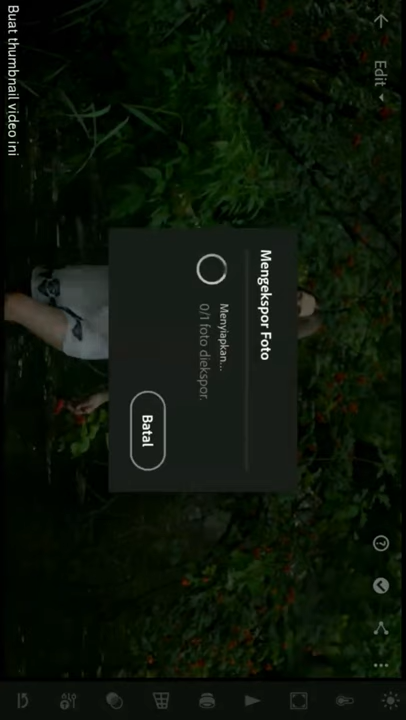 Edit
Mengekspor Foto
Menyiapkan...
0/1 foto diekspor.
Batal
Buat thumbnail video ini